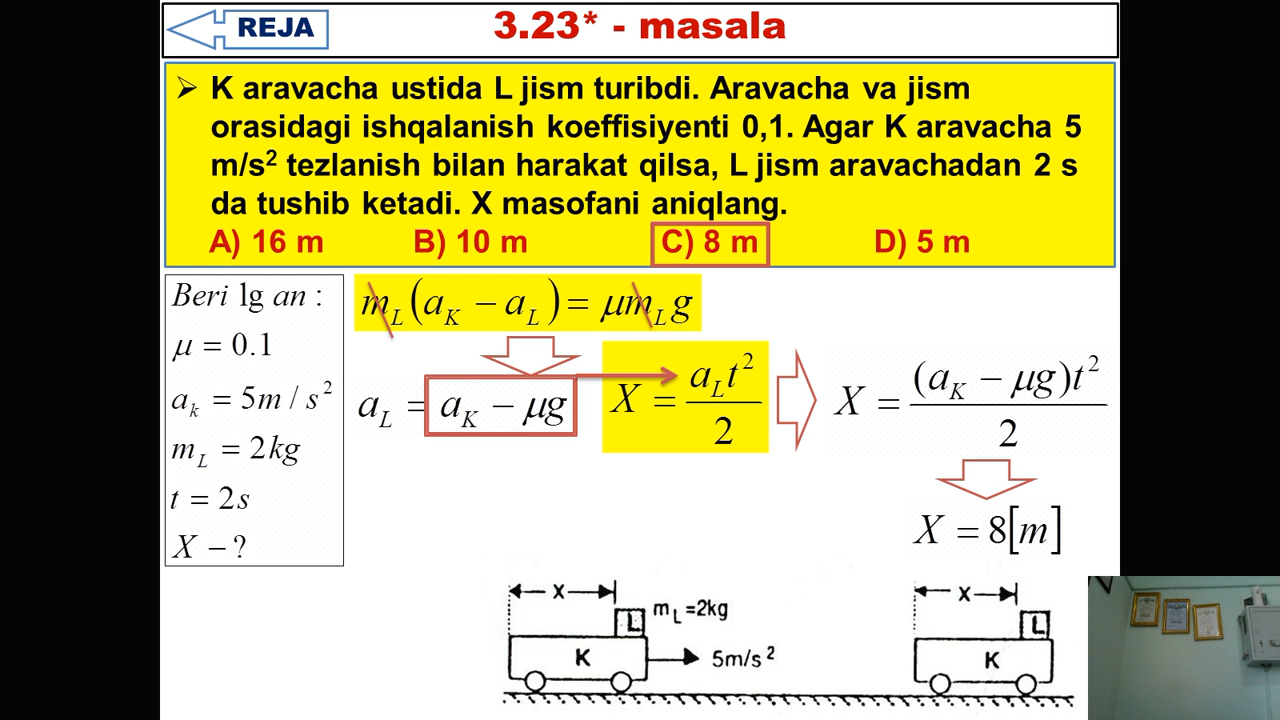 REJA
3.23* - masala
K aravacha ustida L jism turibdi. Aravacha va jism
orasidagi ishqalanish koeffisiyenti 0,1. Agar K aravacha 5
m/s² tezlanish bilan harakat qilsa, L jism aravachadan 2 s
da tushib ketadi. X masofani aniqlang.
A) 16 m B) 10 m C) 8 m D) 5 m
Beri lg an :
μ = 0.1
a_k = 5m / s²
m_L = 2kg
t = 2s
X − ?
m_L(a_K − a_L) = μm_L g
a_L = a_K − μg
X = a_L t² / 2
X = (a_K − μg)t² / 2
X = 8[m]
x
L
m_L =2kg
K
5m/s²
x
L
K